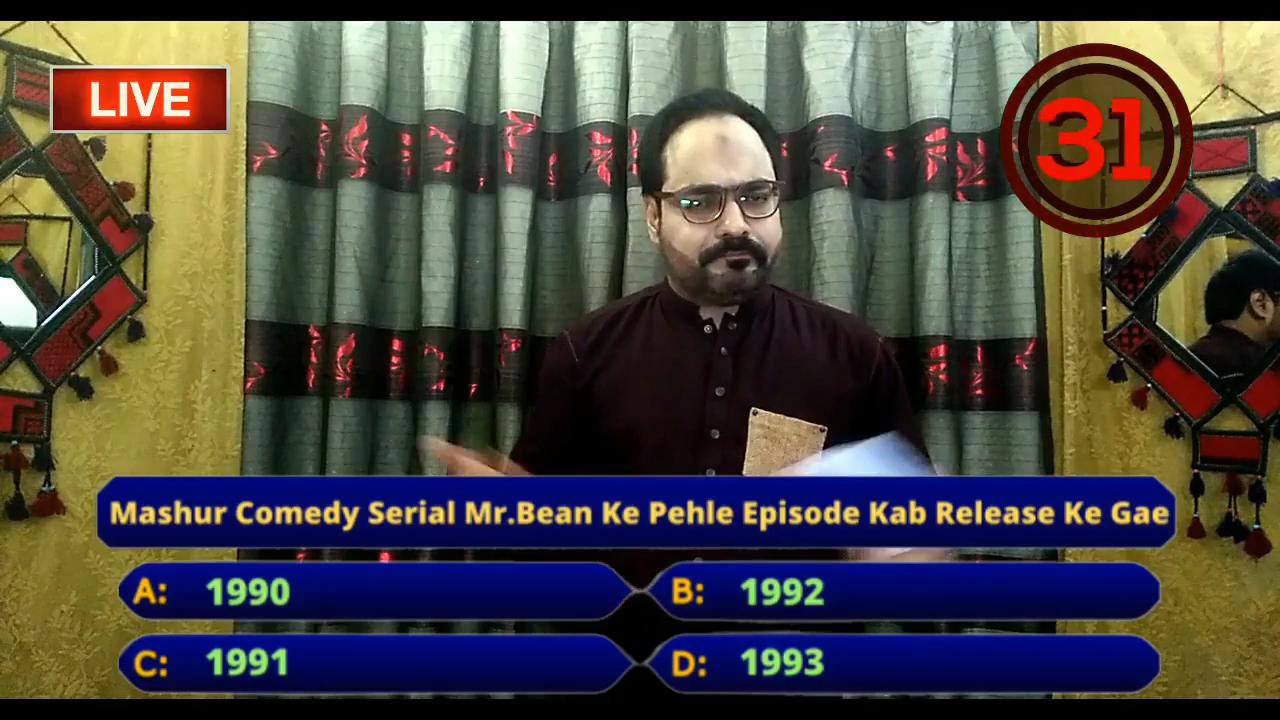 LIVE
31
Mashur Comedy Serial Mr.Bean Ke Pehle Episode Kab Release Ke Gae
A: 1990
B: 1992
C: 1991
D: 1993